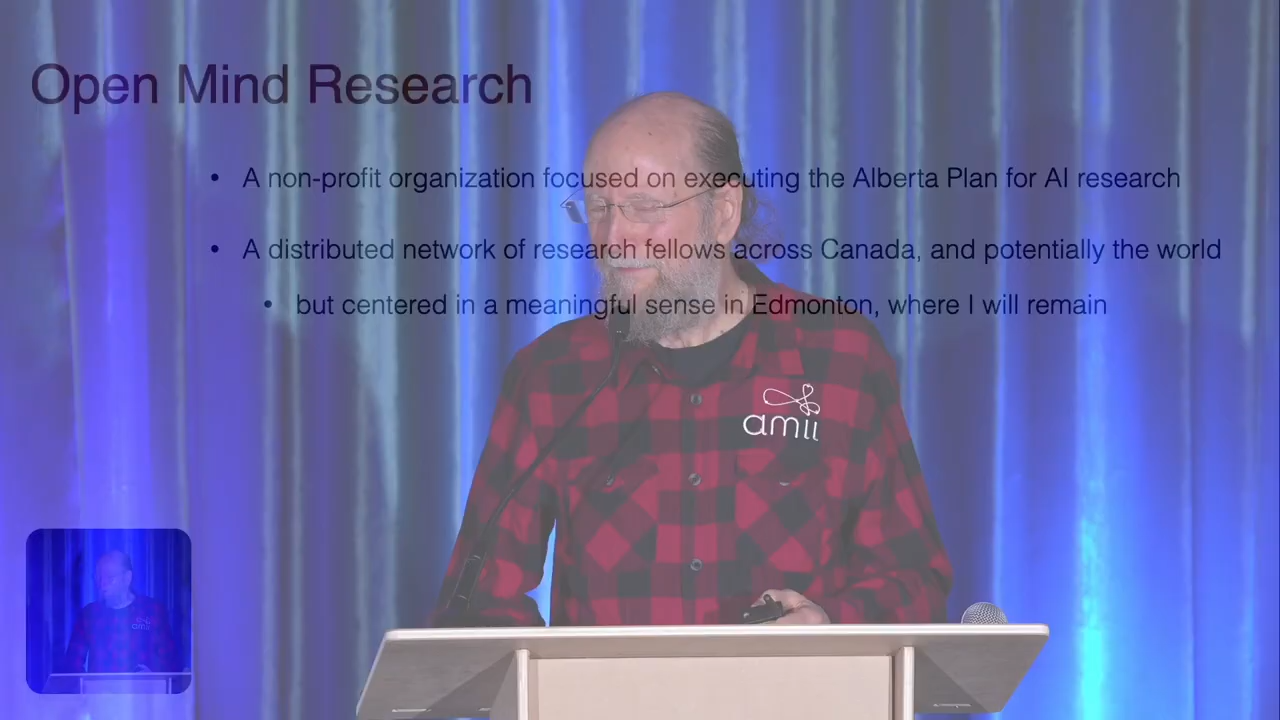 Open Mind Research
• A non-profit organization focused on executing the Alberta Plan for AI research
• A distributed network of research fellows across Canada, and potentially the world
• but centered in a meaningful sense in Edmonton, where I will remain
amii
amii